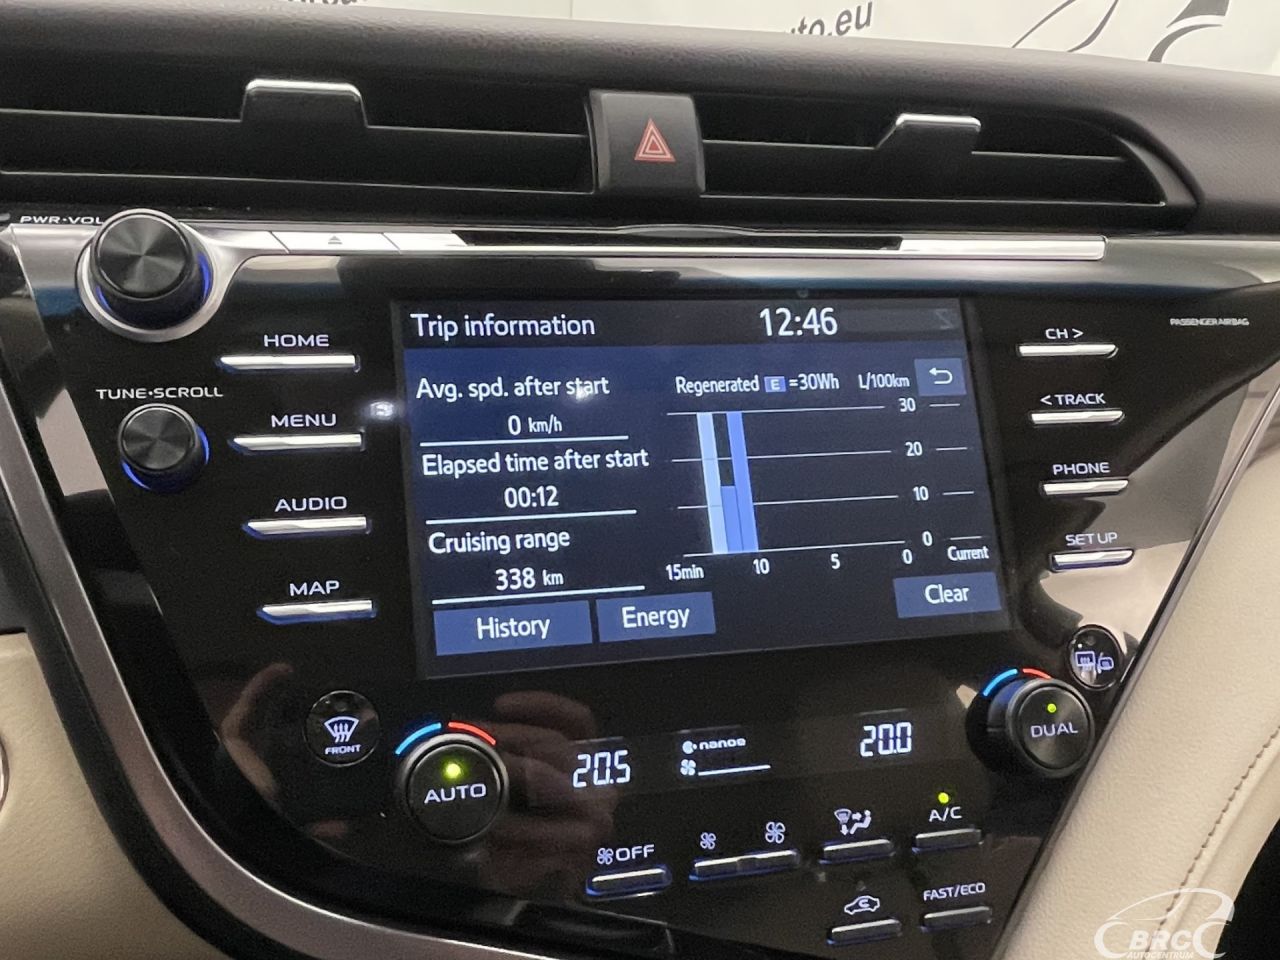 uto.eu
PWR•VOL
HOME
TUNE•SCROLL
MENU
AUDIO
MAP
Trip information
12:46
Avg. spd. after start
0 km/h
Elapsed time after start
00:12
Cruising range
338 km
History
Energy
Regenerated E =30Wh L/100km
30
20
10
0
15min 10 5 0 Current
Clear
PASSENGER AIRBAG
CH >
< TRACK
PHONE
SETUP
FRONT
AUTO
20.5
nanoe
20.0
DUAL
OFF
A/C
FAST/ECO
BRC
AUTOCENTRUM